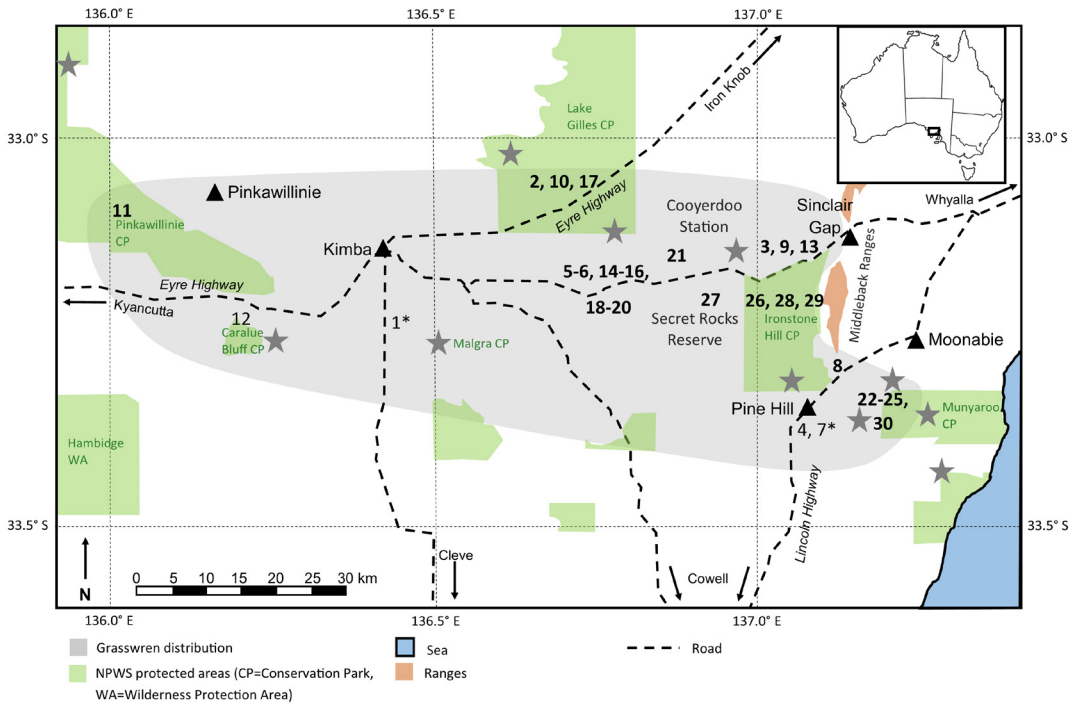 136.0° E
136.5° E
137.0° E
33.0° S
33.0° S
Iron Knob
Lake
Gilles CP
2, 10, 17
Eyre Highway
Pinkawillinie
11
Pinkawillinie
CP
Kimba
Cooyerdoo
Station
Sinclair
Gap
Whyalla
21
3, 9, 13
5-6, 14-16,
18-20
Middleback Ranges
Eyre Highway
Kyancutta
12
Caralue
Bluff CP
1*
Malgra CP
27
Secret Rocks
Reserve
26, 28, 29
Ironstone
Hill CP
Moonabie
8
22-25,
30
Munyaroo
CP
Pine Hill
4, 7*
Hambidge
WA
Lincoln Highway
33.5° S
33.5° S
N
0 5 10 15 20 25 30 km
Cleve
Cowell
136.0° E
136.5° E
137.0° E
Grasswren distribution
Sea
Road
NPWS protected areas (CP=Conservation Park,
WA=Wilderness Protection Area)
Ranges